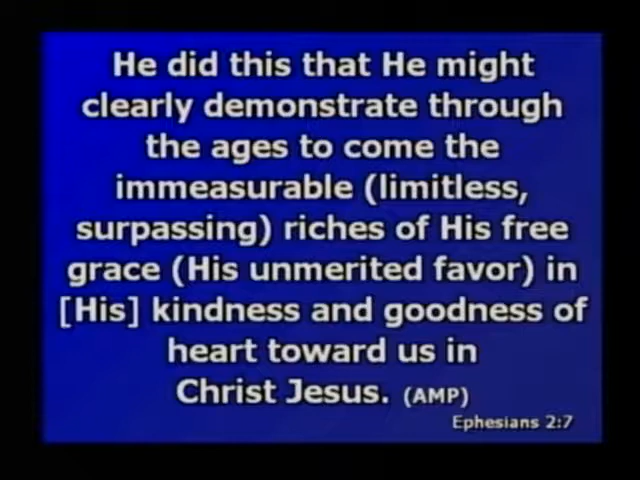 He did this that He might
clearly demonstrate through
the ages to come the
immeasurable (limitless,
surpassing) riches of His free
grace (His unmerited favor) in
[His] kindness and goodness of
heart toward us in
Christ Jesus. (AMP)
Ephesians 2:7